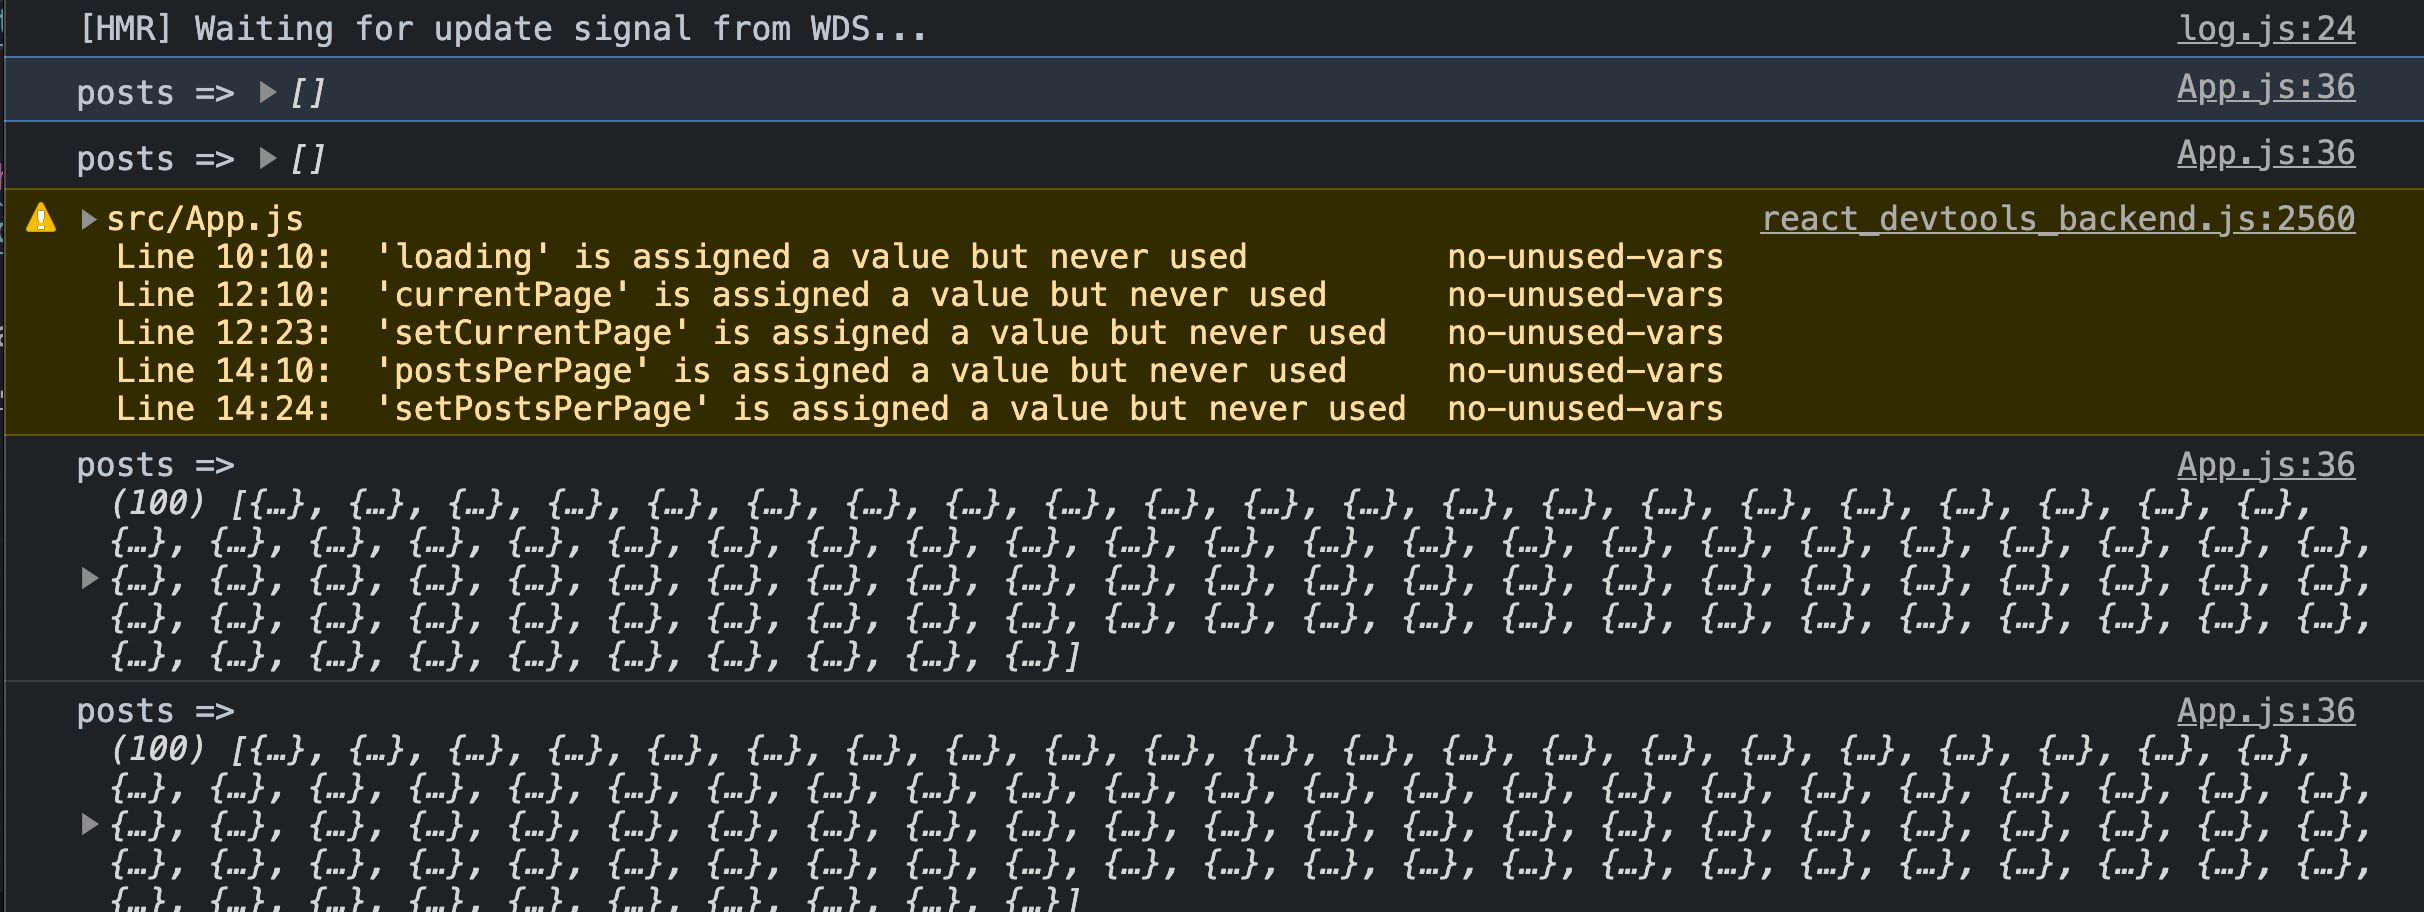 [HMR] Waiting for update signal from WDS... log.js:24
posts => ▶ [] App.js:36
posts => ▶ [] App.js:36
▶ src/App.js react_devtools_backend.js:2560
Line 10:10: 'loading' is assigned a value but never used no-unused-vars
Line 12:10: 'currentPage' is assigned a value but never used no-unused-vars
Line 12:23: 'setCurrentPage' is assigned a value but never used no-unused-vars
Line 14:10: 'postsPerPage' is assigned a value but never used no-unused-vars
Line 14:24: 'setPostsPerPage' is assigned a value but never used no-unused-vars
posts => App.js:36
(100) [{…}, {…}, {…}, {…}, {…}, {…}, {…}, {…}, {…}, {…}, {…}, {…}, {…}, {…}, {…}, {…}, {…}, {…}, {…}, {…}, {…},
{…}, {…}, {…}, {…}, {…}, {…}, {…}, {…}, {…}, {…}, {…}, {…}, {…}, {…}, {…}, {…}, {…}, {…}, {…}, {…}, {…}, {…}, {…},
▶ {…}, {…}, {…}, {…}, {…}, {…}, {…}, {…}, {…}, {…}, {…}, {…}, {…}, {…}, {…}, {…}, {…}, {…}, {…}, {…}, {…}, {…}, {…},
{…}, {…}, {…}, {…}, {…}, {…}, {…}, {…}, {…}, {…}, {…}, {…}, {…}, {…}, {…}, {…}, {…}, {…}, {…}, {…}, {…}, {…}, {…},
{…}, {…}, {…}, {…}, {…}, {…}, {…}, {…}, {…}, {…}]
posts => App.js:36
(100) [{…}, {…}, {…}, {…}, {…}, {…}, {…}, {…}, {…}, {…}, {…}, {…}, {…}, {…}, {…}, {…}, {…}, {…}, {…}, {…}, {…},
{…}, {…}, {…}, {…}, {…}, {…}, {…}, {…}, {…}, {…}, {…}, {…}, {…}, {…}, {…}, {…}, {…}, {…}, {…}, {…}, {…}, {…}, {…},
▶ {…}, {…}, {…}, {…}, {…}, {…}, {…}, {…}, {…}, {…}, {…}, {…}, {…}, {…}, {…}, {…}, {…}, {…}, {…}, {…}, {…}, {…}, {…},
{…}, {…}, {…}, {…}, {…}, {…}, {…}, {…}, {…}, {…}, {…}, {…}, {…}, {…}, {…}, {…}, {…}, {…}, {…}, {…}, {…}, {…}, {…},
{…}, {…}, {…}, {…}, {…}, {…}, {…}, {…}, {…}, {…}]